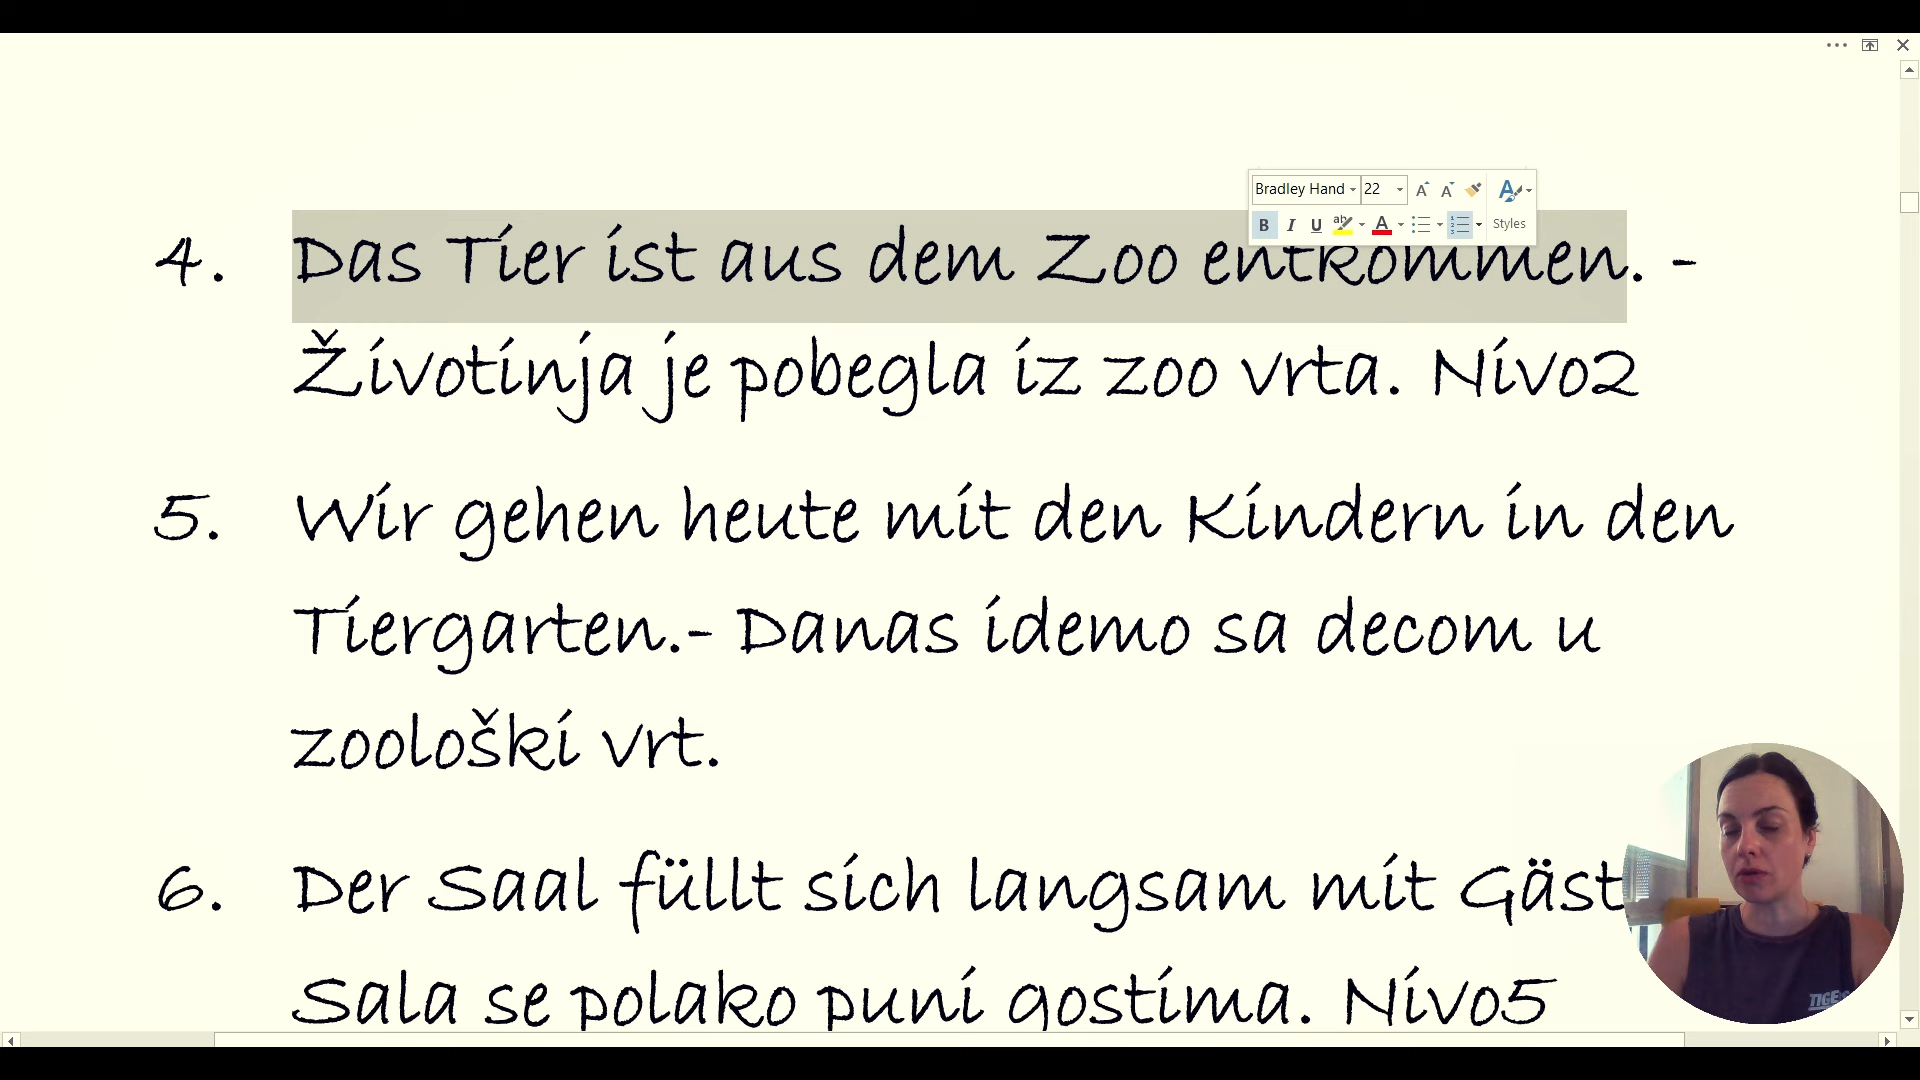 Bradley Hand 22
B I U Styles
4. Das Tier ist aus dem Zoo entkommen. -
Životinja je pobegla iz zoo vrta. Nivo2
5. Wir gehen heute mit den Kindern in den
Tiergarten.- Danas idemo sa decom u
zoološki vrt.
6. Der Saal füllt sich langsam mit Gäst
Sala se polako puni gostima. Nivo5